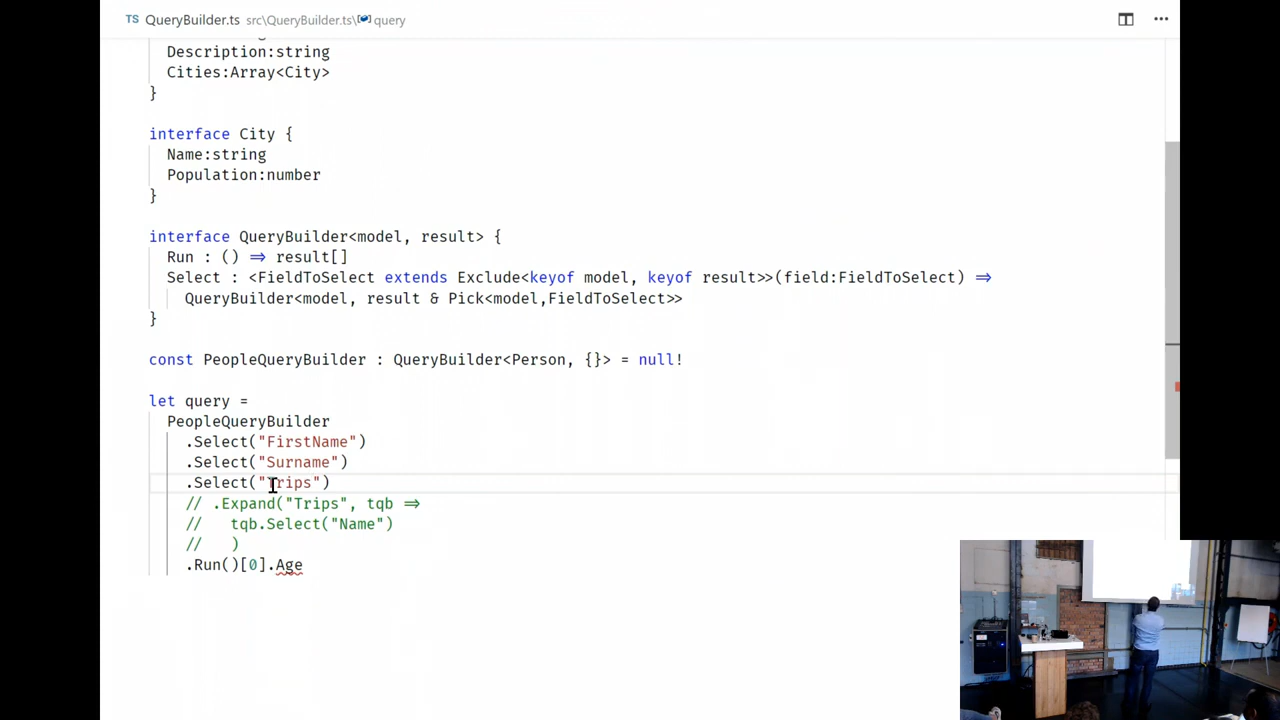 TS QueryBuilder.ts src\QueryBuilder.ts\query
Description:string
Cities:Array<City>
}
interface City {
Name:string
Population:number
}
interface QueryBuilder<model, result> {
Run : () ⇒ result[]
Select : <FieldToSelect extends Exclude<keyof model, keyof result>>(field:FieldToSelect) ⇒
QueryBuilder<model, result & Pick<model,FieldToSelect>>
}
const PeopleQueryBuilder : QueryBuilder<Person, {}> = null!
let query =
PeopleQueryBuilder
.Select("FirstName")
.Select("Surname")
.Select("Trips")
// .Expand("Trips", tqb ⇒
// tqb.Select("Name")
// )
.Run()[0].Age